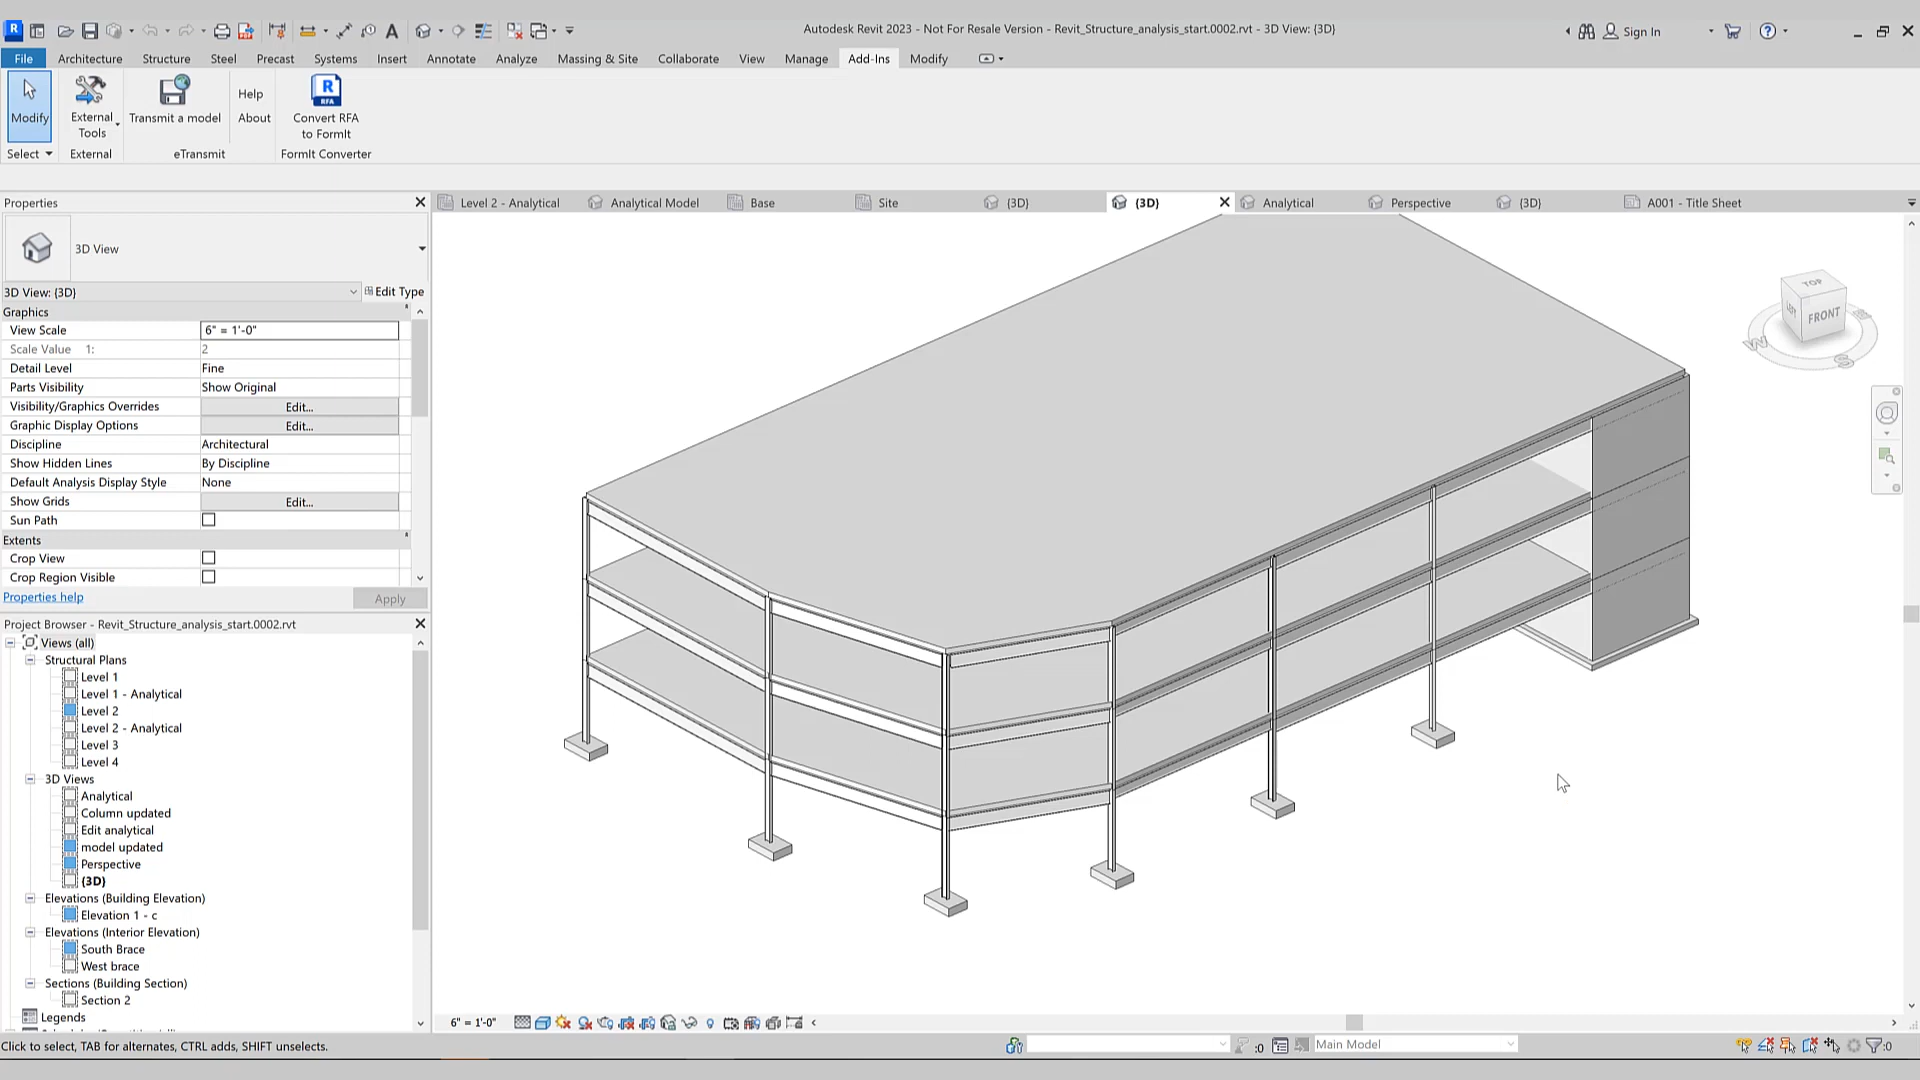 Autodesk Revit 2023 - Not For Resale Version - Revit_Structure_analysis_start.0002.rvt - 3D View: {3D}
Sign In
File Architecture Structure Steel Precast Systems Insert Annotate Analyze Massing & Site Collaborate View Manage Add-Ins Modify
Modify
External Tools
Transmit a model
Help
About
Convert RFA to FormIt
Select
External
eTransmit
FormIt Converter
Properties
Level 2 - Analytical
Analytical Model
Base
Site
{3D}
{3D}
Analytical
Perspective
{3D}
A001 - Title Sheet
3D View
3D View: {3D}
Edit Type
Graphics
View Scale 6" = 1'-0"
Scale Value 1: 2
Detail Level Fine
Parts Visibility Show Original
Visibility/Graphics Overrides Edit...
Graphic Display Options Edit...
Discipline Architectural
Show Hidden Lines By Discipline
Default Analysis Display Style None
Show Grids Edit...
Sun Path
Extents
Crop View
Crop Region Visible
Properties help
Apply
Project Browser - Revit_Structure_analysis_start.0002.rvt
Views (all)
Structural Plans
Level 1
Level 1 - Analytical
Level 2
Level 2 - Analytical
Level 3
Level 4
3D Views
Analytical
Column updated
Edit analytical
model updated
Perspective
{3D}
Elevations (Building Elevation)
Elevation 1 - c
Elevations (Interior Elevation)
South Brace
West brace
Sections (Building Section)
Section 2
Legends
TOP
LEFT
FRONT
W
S
6" = 1'-0"
Click to select, TAB for alternates, CTRL adds, SHIFT unselects.
:0
Main Model
:0